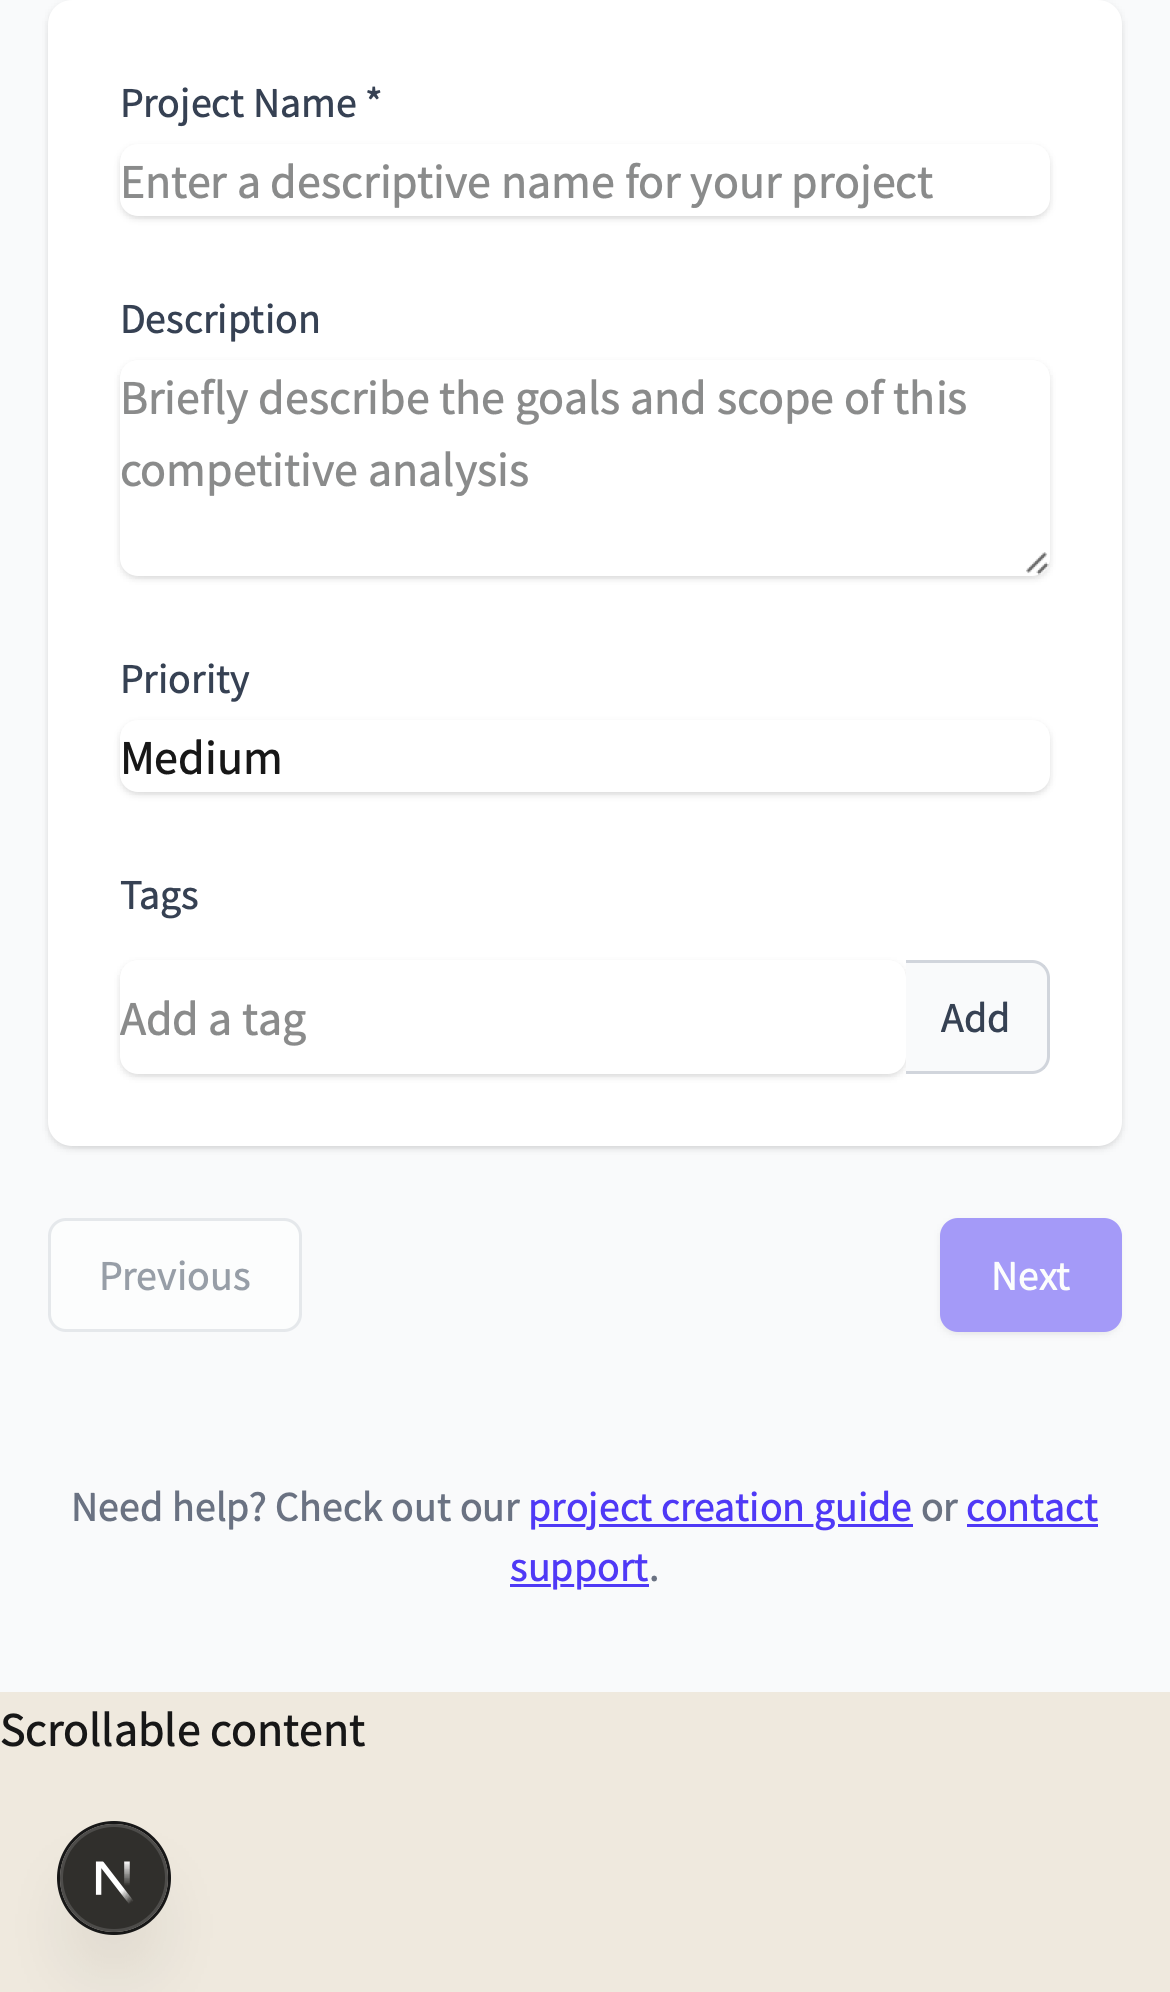 Project Name *
Enter a descriptive name for your project
Description
Briefly describe the goals and scope of this
competitive analysis
Priority
Medium
Tags
Add a tag
Add
Previous
Next
Need help? Check out our project creation guide or contact
support.
Scrollable content
N